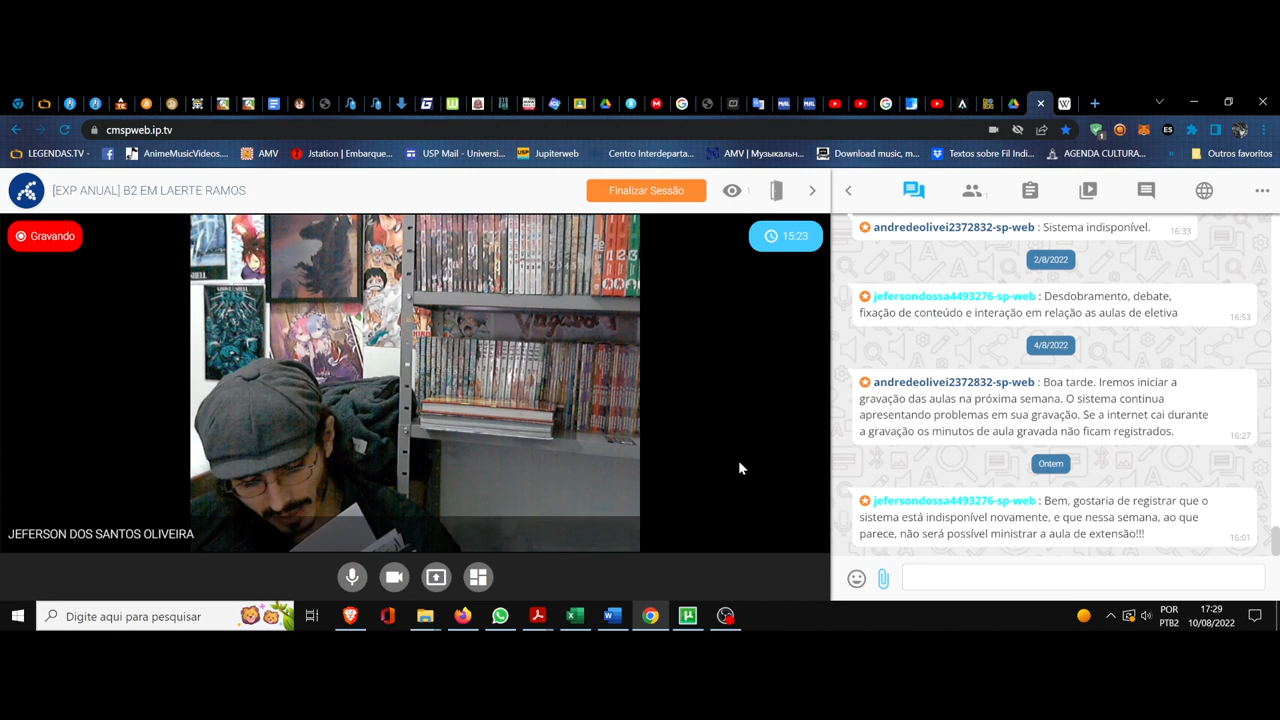 cmspweb.ip.tv
LEGENDAS.TV -
AnimeMusicVideos....
AMV
Jstation | Embarque...
USP Mail - Universi...
Jupiterweb
Centro Interdeparta...
AMV | Музыкальн...
Download music, m...
Textos sobre Fil Indi...
AGENDA CULTURA...
»
Outros favoritos
[EXP ANUAL] B2 EM LAERTE RAMOS
Finalizar Sessão
1
1
Gravando
15:23
JEFERSON DOS SANTOS OLIVEIRA
andredeolivei2372832-sp-web : Sistema indisponível.
16:33
2/8/2022
jefersondossa4493276-sp-web : Desdobramento, debate,
fixação de conteúdo e interação em relação as aulas de eletiva
16:53
4/8/2022
andredeolivei2372832-sp-web : Boa tarde. Iremos iniciar a
gravação das aulas na próxima semana. O sistema continua
apresentando problemas em sua gravação. Se a internet cai durante
a gravação os minutos de aula gravada não ficam registrados.
16:27
Ontem
jefersondossa4493276-sp-web : Bem, gostaria de registrar que o
sistema está indisponível novamente, e que nessa semana, ao que
parece, não será possível ministrar a aula de extensão!!!
16:01
Digite aqui para pesquisar
POR
PTB2
17:29
10/08/2022